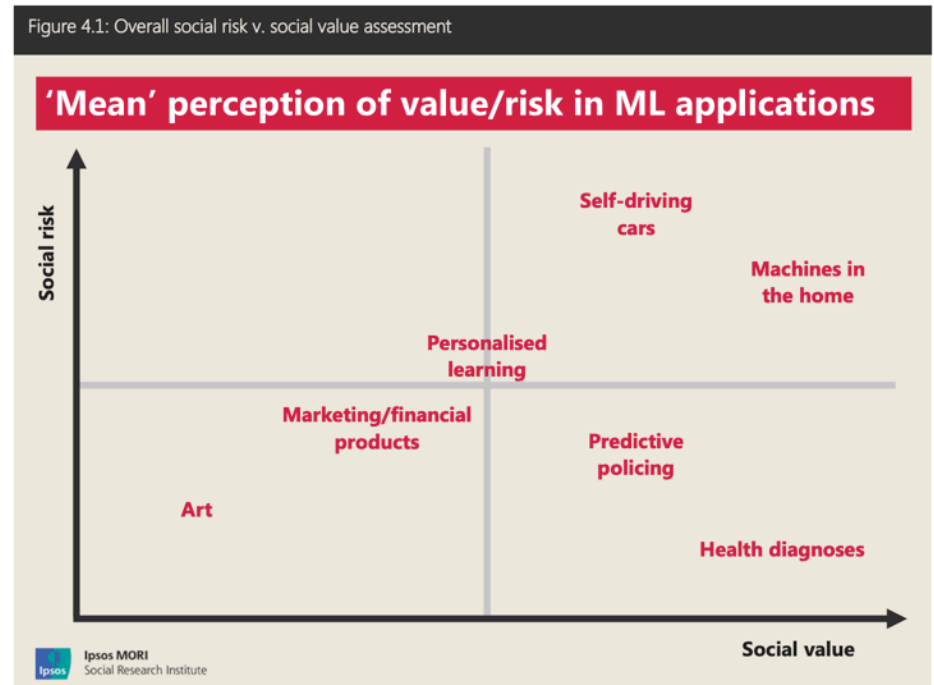 Figure 4.1: Overall social risk v. social value assessment
‘Mean’ perception of value/risk in ML applications
Social risk
Self-driving
cars
Machines in
the home
Personalised
learning
Marketing/financial
products
Predictive
policing
Art
Health diagnoses
Social value
Ipsos
Ipsos MORI
Social Research Institute